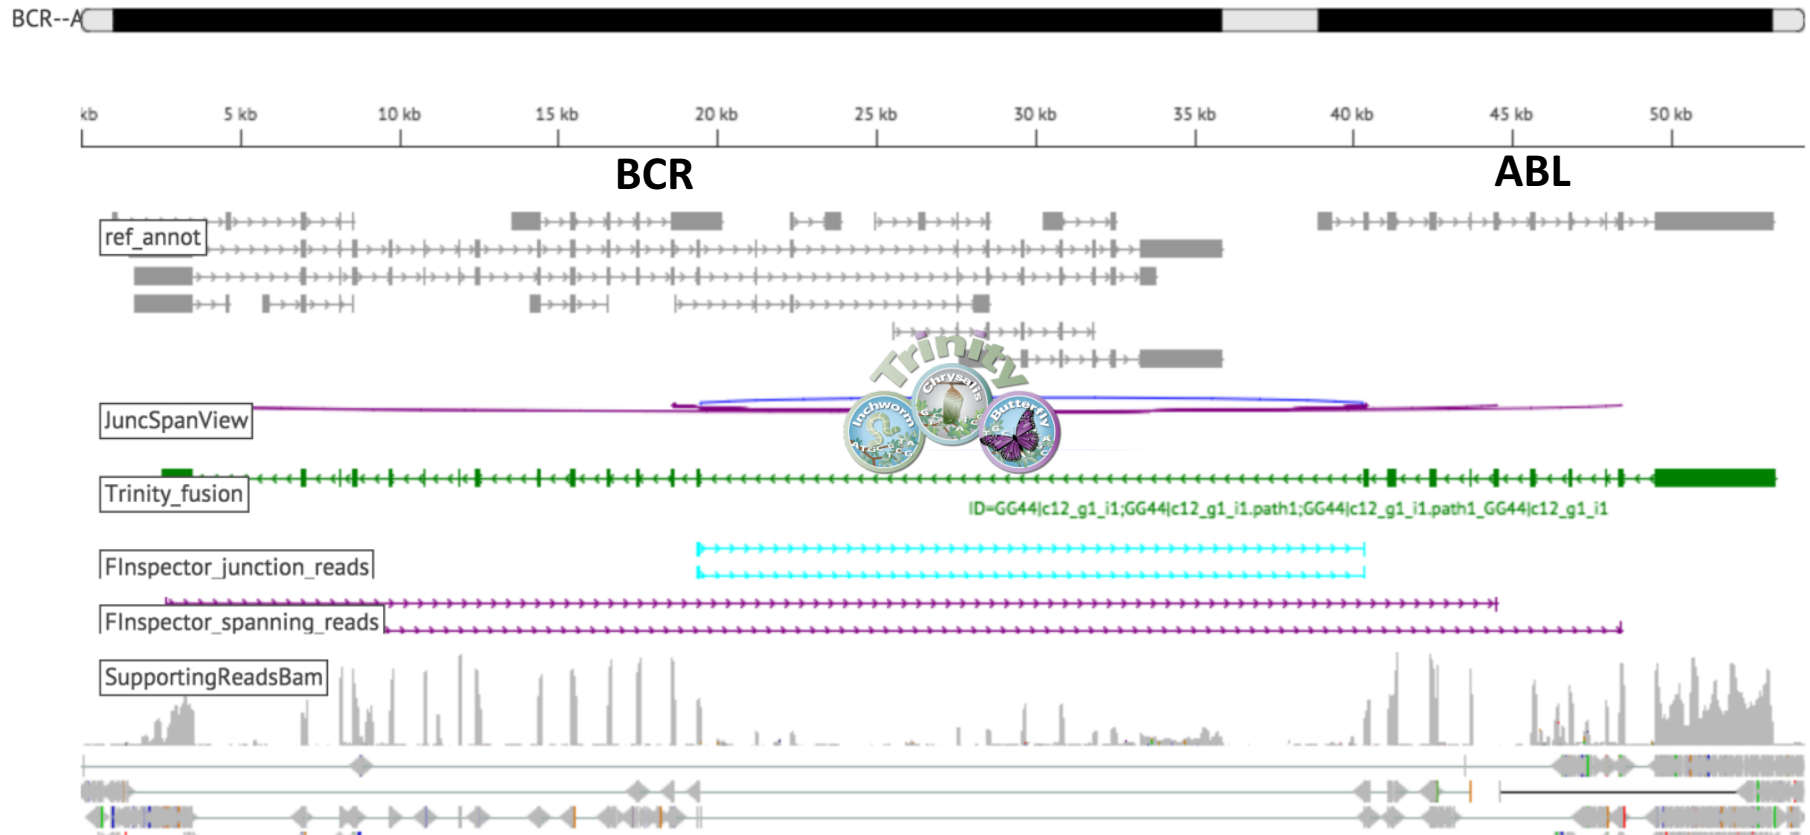 BCR--A
kb 5 kb 10 kb 15 kb 20 kb 25 kb 30 kb 35 kb 40 kb 45 kb 50 kb
BCR ABL
ref_annot
Trinity
Chrysalis
Inchworm Butterfly
JuncSpanView
Trinity_fusion
ID=GG44|c12_g1_i1;GG44|c12_g1_i1.path1;GG44|c12_g1_i1.path1_GG44|c12_g1_i1
FInspector_junction_reads
FInspector_spanning_reads
SupportingReadsBam